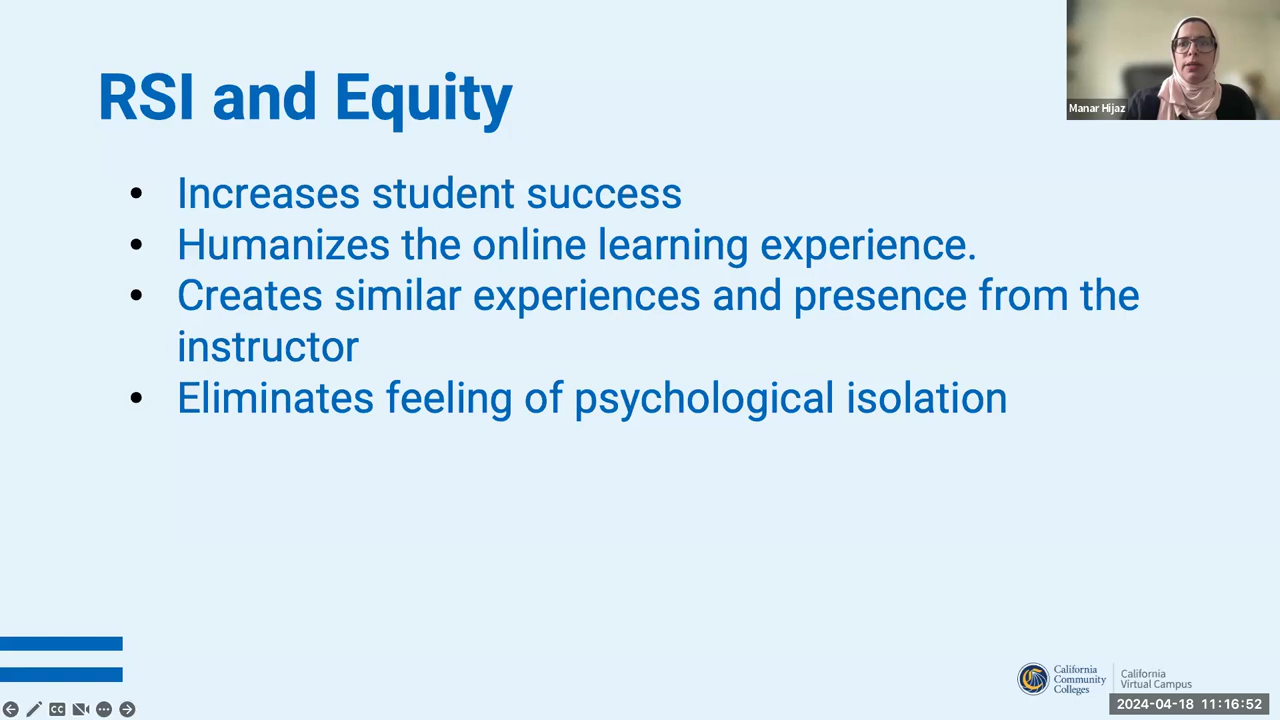 RSI and Equity
Manar Hijaz
• Increases student success
• Humanizes the online learning experience.
• Creates similar experiences and presence from the
instructor
• Eliminates feeling of psychological isolation
California
Community
Colleges
California
Virtual Campus
CC
2024-04-18 11:16:52